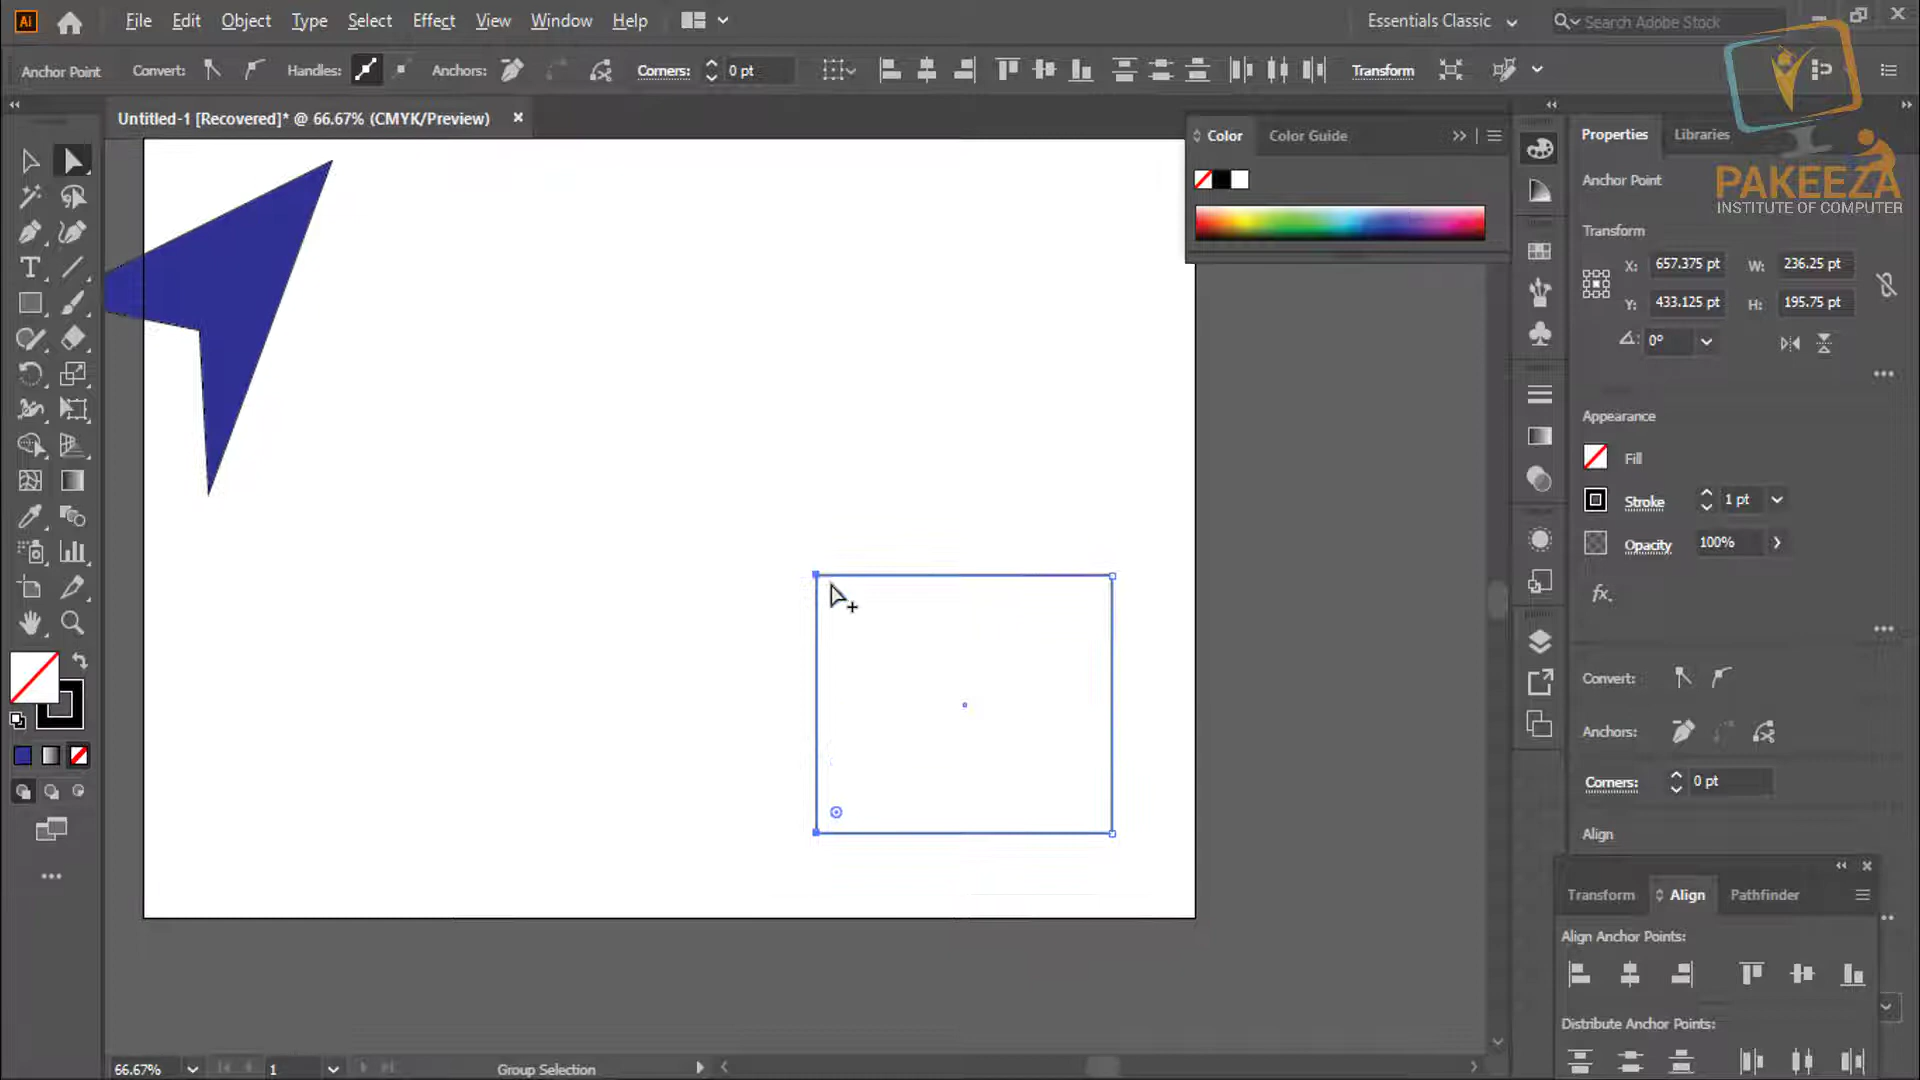 Ai File Edit Object Type Select Effect View Window Help Essentials Classic Search Adobe Stock
Anchor Point Convert: Handles: Anchors: Corners: 0 pt Transform
Untitled-1 [Recovered]* @ 66.67% (CMYK/Preview)
Color Color Guide
Properties Libraries
PAKEEZA
INSTITUTE OF COMPUTER
Anchor Point
Transform
X: 657.375 pt W: 236.25 pt
Y: 433.125 pt H: 195.75 pt
0°
Appearance
Fill
Stroke 1 pt
Opacity 100%
fx.
Convert:
Anchors:
Corners: 0 pt
Align
Transform Align Pathfinder
Align Anchor Points:
Distribute Anchor Points:
66.67% 1 Group Selection